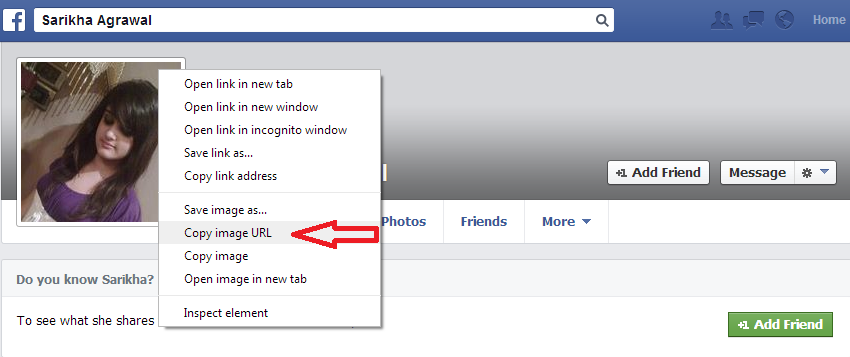 f
Sarikha Agrawal
Home
Open link in new tab
Open link in new window
Open link in incognito window
Save link as...
Copy link address
Save image as...
Copy image URL
Copy image
Open image in new tab
Inspect element
+1 Add Friend
Message
Photos
Friends
More
Do you know Sarikha?
To see what she shares
+1 Add Friend